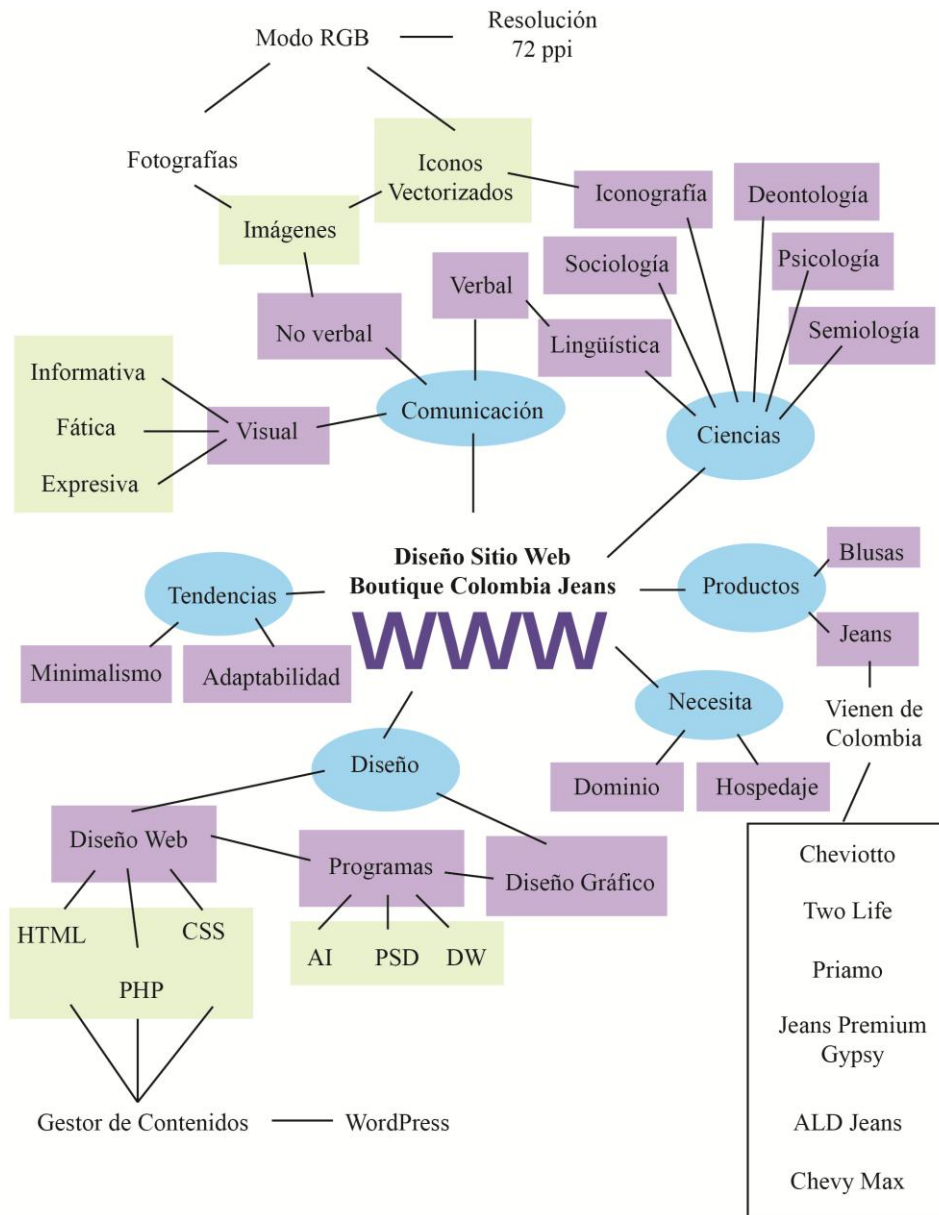 Modo RGB
Resolución
72 ppi
Fotografías
Iconos
Vectorizados
Iconografía
Deontología
Imágenes
Sociología
Psicología
Verbal
No verbal
Lingüística
Semiología
Informativa
Fática
Expresiva
Visual
Comunicación
Ciencias
Diseño Sitio Web
Boutique Colombia Jeans
WWW
Tendencias
Minimalismo
Adaptabilidad
Productos
Blusas
Jeans
Vienen de
Colombia
Necesita
Dominio
Hospedaje
Diseño
Diseño Web
Programas
Diseño Gráfico
HTML
CSS
PHP
AI
PSD
DW
Gestor de Contenidos
WordPress
Cheviotto
Two Life
Priamo
Jeans Premium
Gypsy
ALD Jeans
Chevy Max